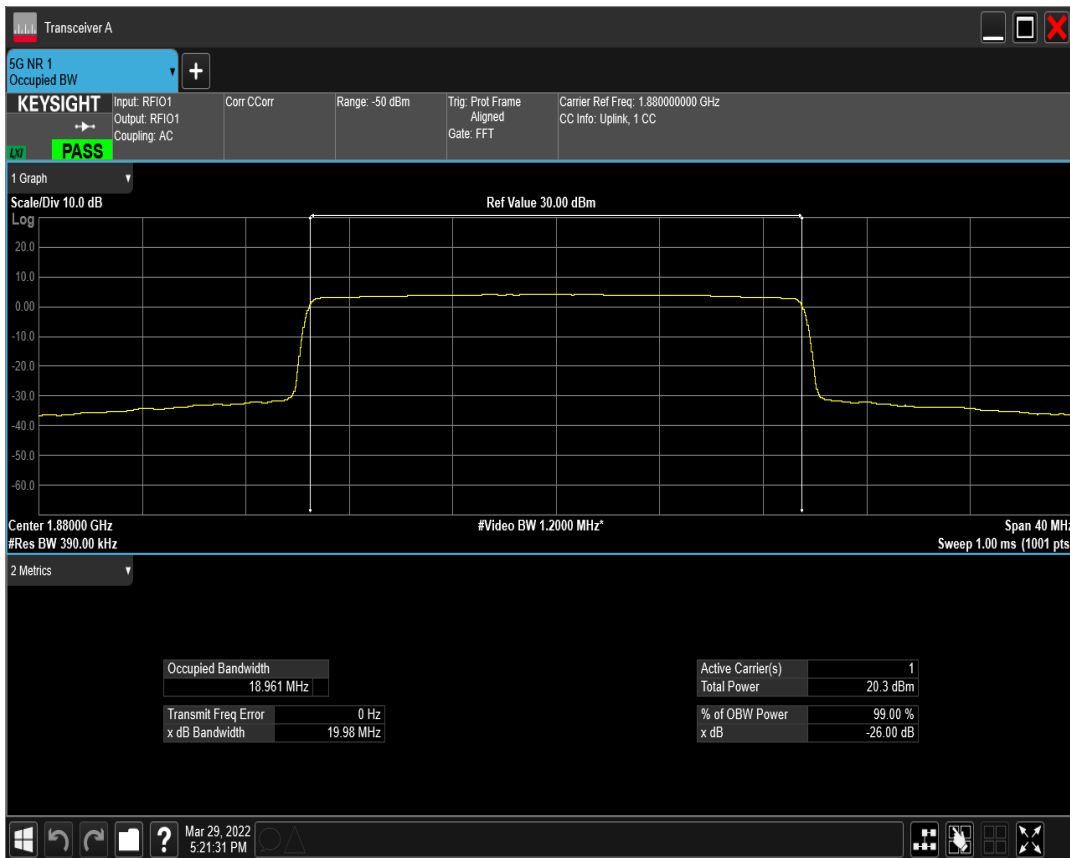 Transceiver A
5G NR 1
Occupied BW
+
KEYSIGHT
LXI
PASS
Input: RFIO1
Output: RFIO1
Coupling: AC
Corr CCorr
Range: -50 dBm
Trig: Prot Frame
Aligned
Gate: FFT
Carrier Ref Freq: 1.880000000 GHz
CC Info: Uplink, 1 CC
1 Graph
Scale/Div 10.0 dB
Ref Value 30.00 dBm
Log
20.0
10.0
0.00
-10.0
-20.0
-30.0
-40.0
-50.0
-60.0
Center 1.88000 GHz
#Video BW 1.2000 MHz*
Span 40 MHz
#Res BW 390.00 kHz
Sweep 1.00 ms (1001 pts
2 Metrics
Occupied Bandwidth
18.961 MHz
Transmit Freq Error 0 Hz
x dB Bandwidth 19.98 MHz
Active Carrier(s) 1
Total Power 20.3 dBm
% of OBW Power 99.00 %
x dB -26.00 dB
?
Mar 29, 2022
5:21:31 PM